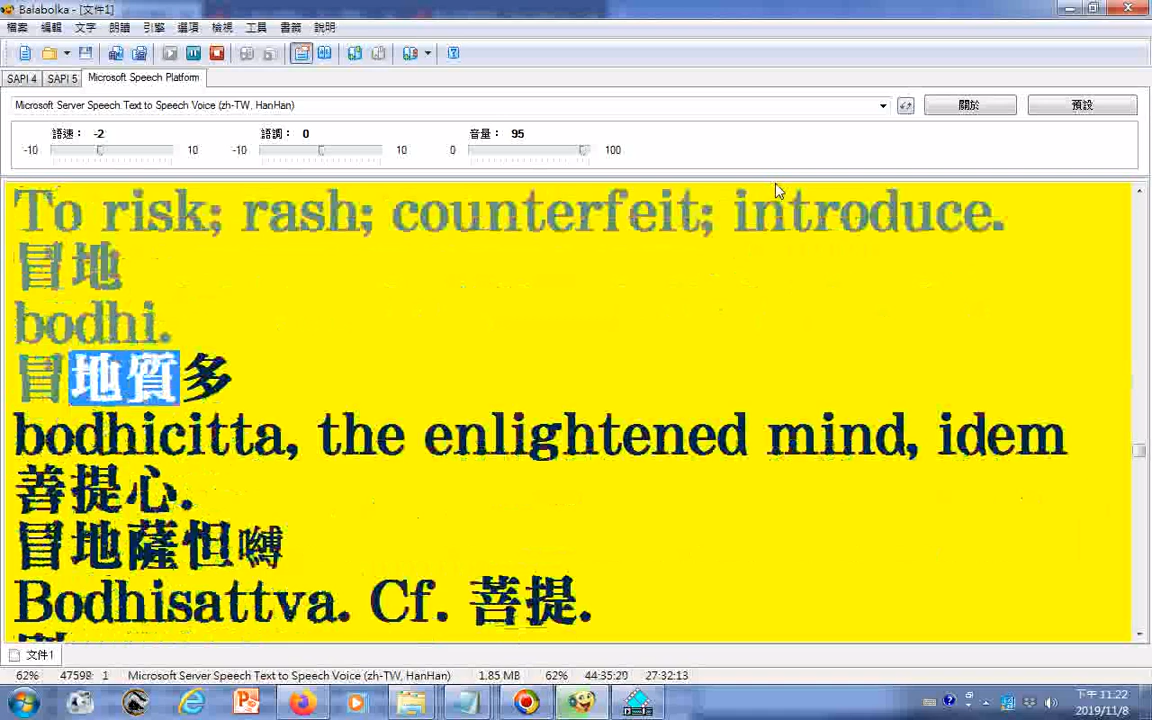 Balabolka - [文件1]
檔案 編輯 文字 朗讀 引擎 選項 檢視 工具 書籤 說明
SAPI 4 SAPI 5 Microsoft Speech Platform
Microsoft Server Speech Text to Speech Voice (zh-TW, HanHan) 關於 預設
語速： -2 語調： 0 音量： 95
-10 10 -10 10 0 100
To risk; rash; counterfeit; introduce.
冒地
bodhi.
冒地質多
bodhicitta, the enlightened mind, idem
善提心.
冒地薩怛嚩
Bodhisattva. Cf. 菩提.
文件1
62% 1 Microsoft Server Speech Text to Speech Voice (zh-TW, HanHan) 1.85 MB 62% 44:35:20 27:32:13
下午 11:22
2019/11/8